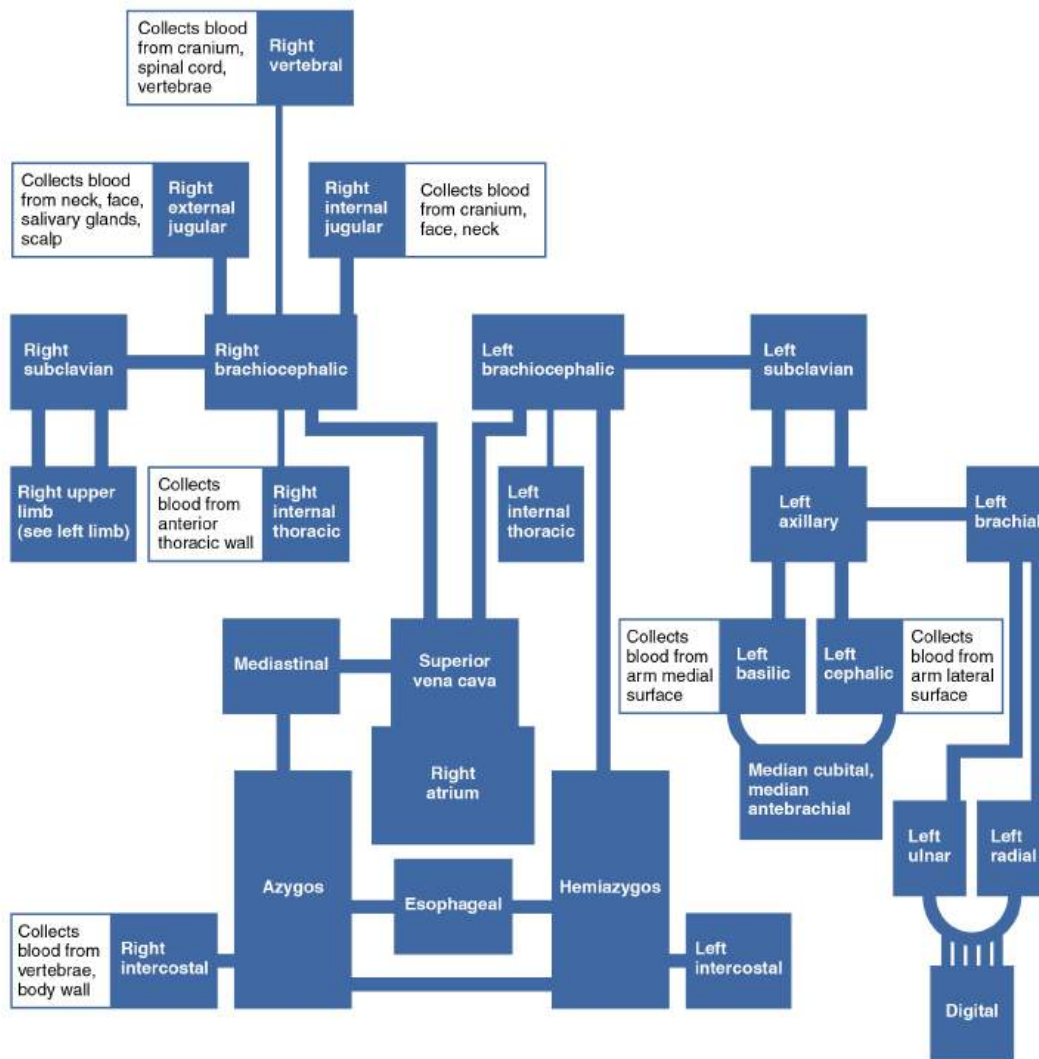 Collects blood
from cranium,
spinal cord,
vertebrae
Right
vertebral
Collects blood
from neck, face,
salivary glands,
scalp
Right
external
jugular
Right
internal
jugular
Collects blood
from cranium,
face, neck
Right
subclavian
Right
brachiocephalic
Left
brachiocephalic
Left
subclavian
Right upper
limb
(see left limb)
Collects
blood from
anterior
thoracic wall
Right
internal
thoracic
Left
internal
thoracic
Left
axillary
Left
brachial
Mediastinal
Superior
vena cava
Collects
blood from
arm medial
surface
Left
basilic
Left
cephalic
Collects
blood from
arm lateral
surface
Right
atrium
Median cubital,
median
antebrachial
Left
ulnar
Left
radial
Azygos
Esophageal
Hemiazygos
Collects
blood from
vertebrae,
body wall
Right
intercostal
Left
intercostal
Digital